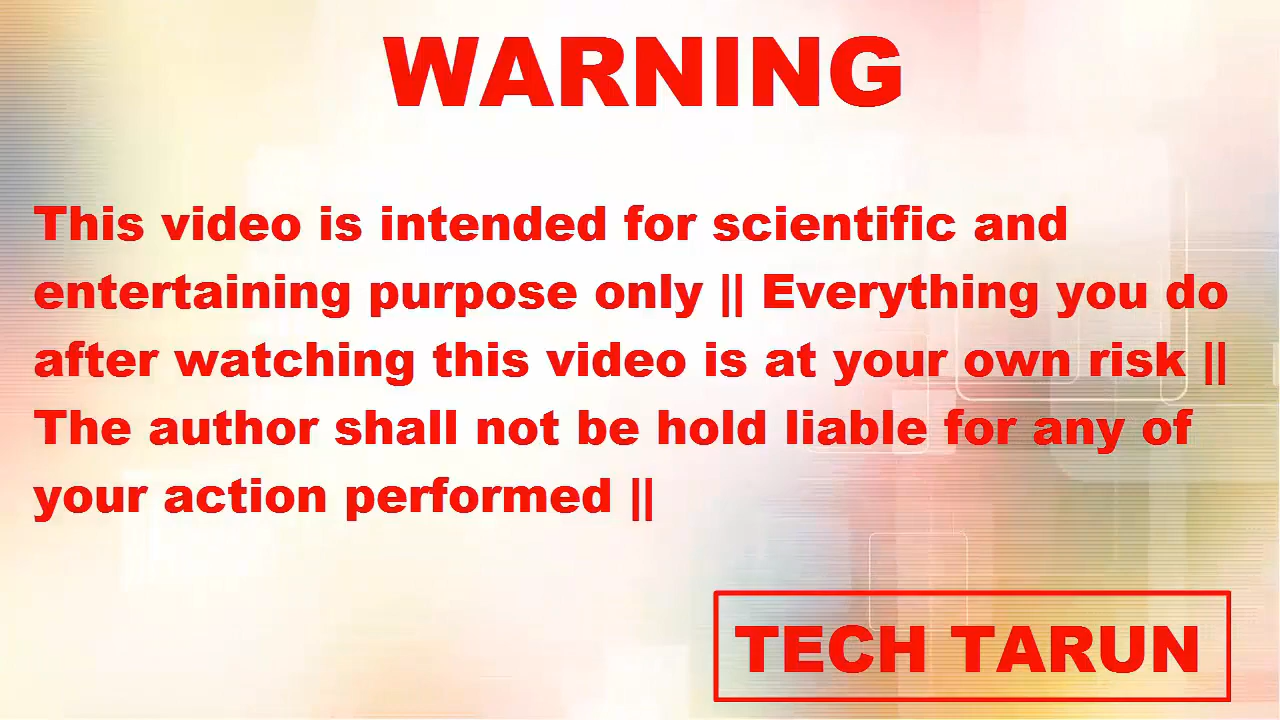 WARNING
This video is intended for scientific and
entertaining purpose only || Everything you do
after watching this video is at your own risk ||
The author shall not be hold liable for any of
your action performed ||
TECH TARUN